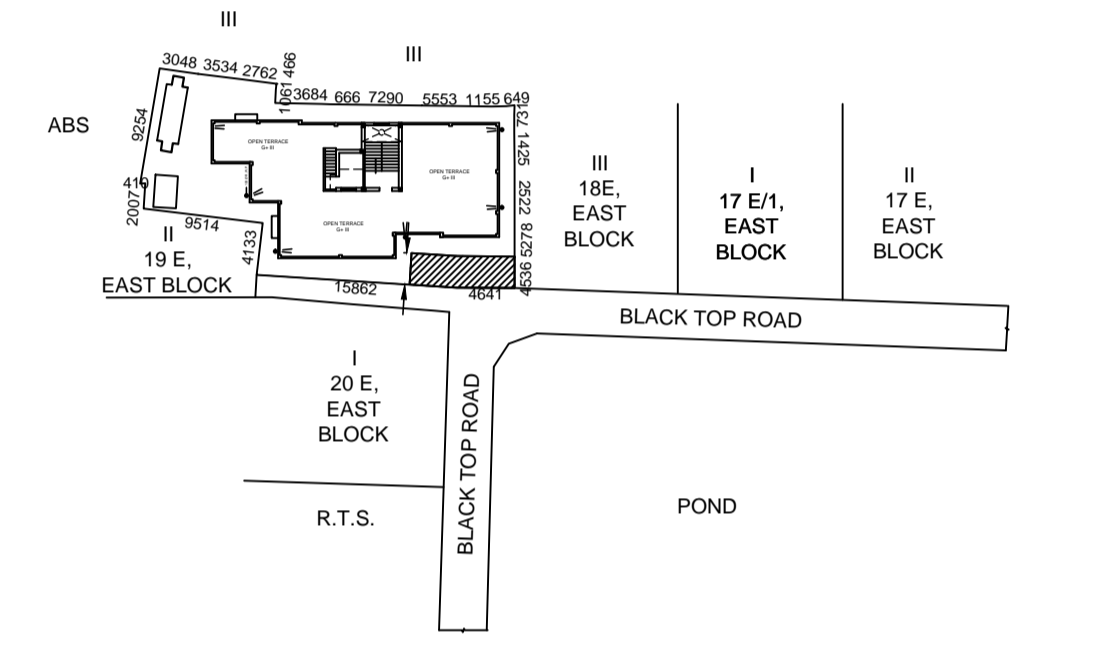 III
III
3048 3534 2762
466
1061
3684 666 7290 5553 1155 649
137
1425
2522
5278
4536
ABS
9254
410
2007
9514
4133
15862
4641
OPEN TERRACE
G+ III
OPEN TERRACE
G+ III
OPEN TERRACE
G+ III
II
19 E,
EAST BLOCK
III
18E,
EAST
BLOCK
I
17 E/1,
EAST
BLOCK
II
17 E,
EAST
BLOCK
BLACK TOP ROAD
I
20 E,
EAST
BLOCK
BLACK TOP ROAD
R.T.S.
POND